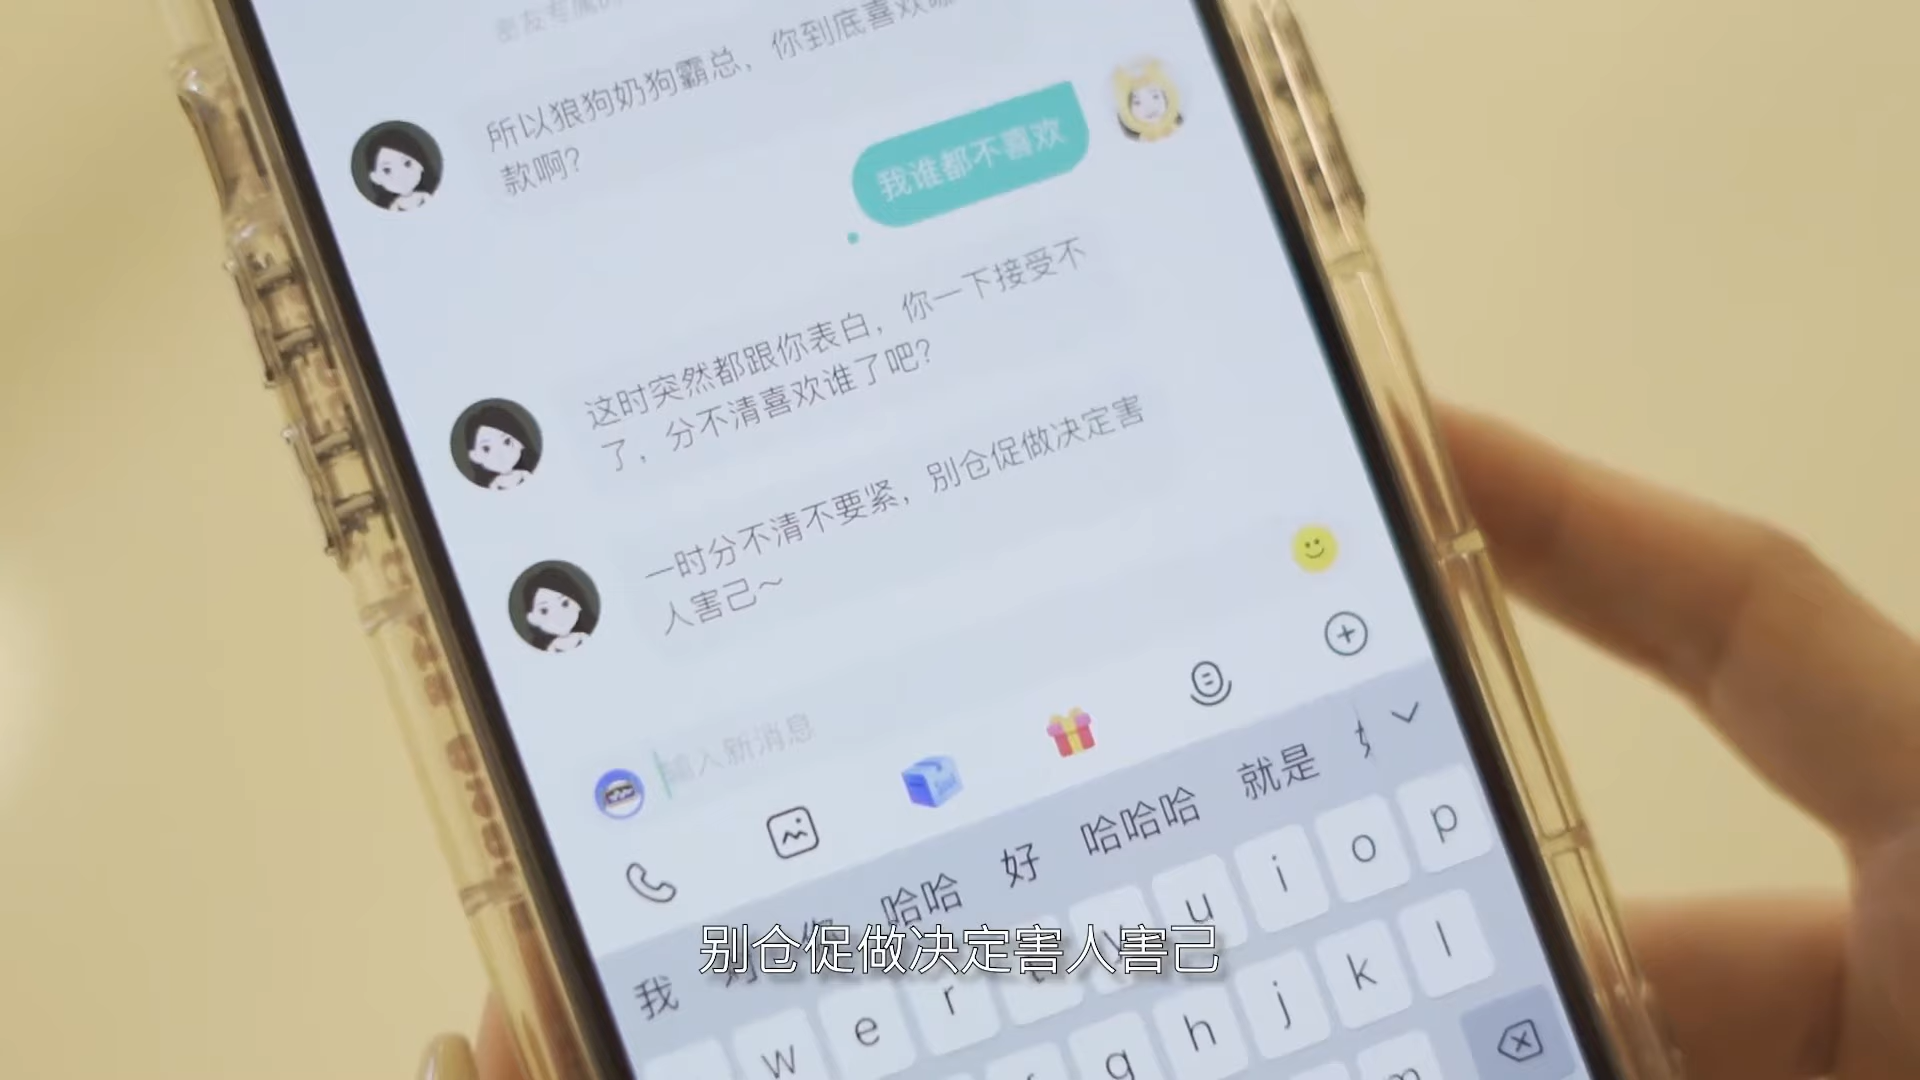 所以狼狗奶狗霸总，你到底喜欢哪
款啊？
我谁都不喜欢
这时突然都跟你表白，你一下接受不
了，分不清喜欢谁了吧？
一时分不清不要紧，别仓促做决定害
人害己～
输入新消息
我 好 你 哈哈 好 哈哈哈 就是
w e r t y u i o p
g h j k l
m
别仓促做决定害人害己